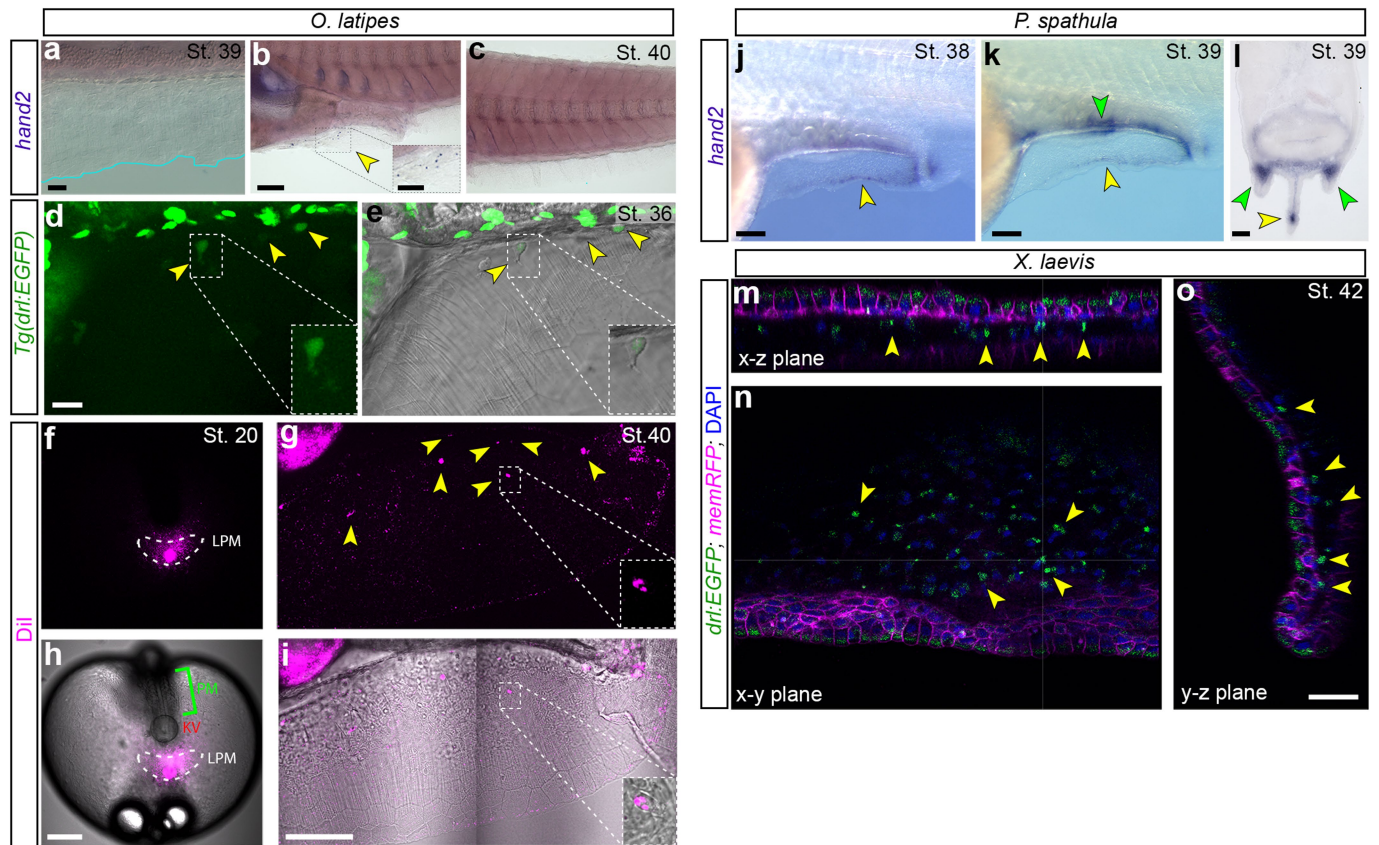 O. latipes
P. spathula
hand2
a
St. 39
b
c
St. 40
hand2
j
St. 38
k
St. 39
l
St. 39
Tg(drl:EGFP)
d
e
St. 36
X. laevis
drl:EGFP; memRFP; DAPI
m
x-z plane
n
x-y plane
o
St. 42
y-z plane
DiI
f
St. 20
LPM
g
St.40
h
PM
KV
LPM
i